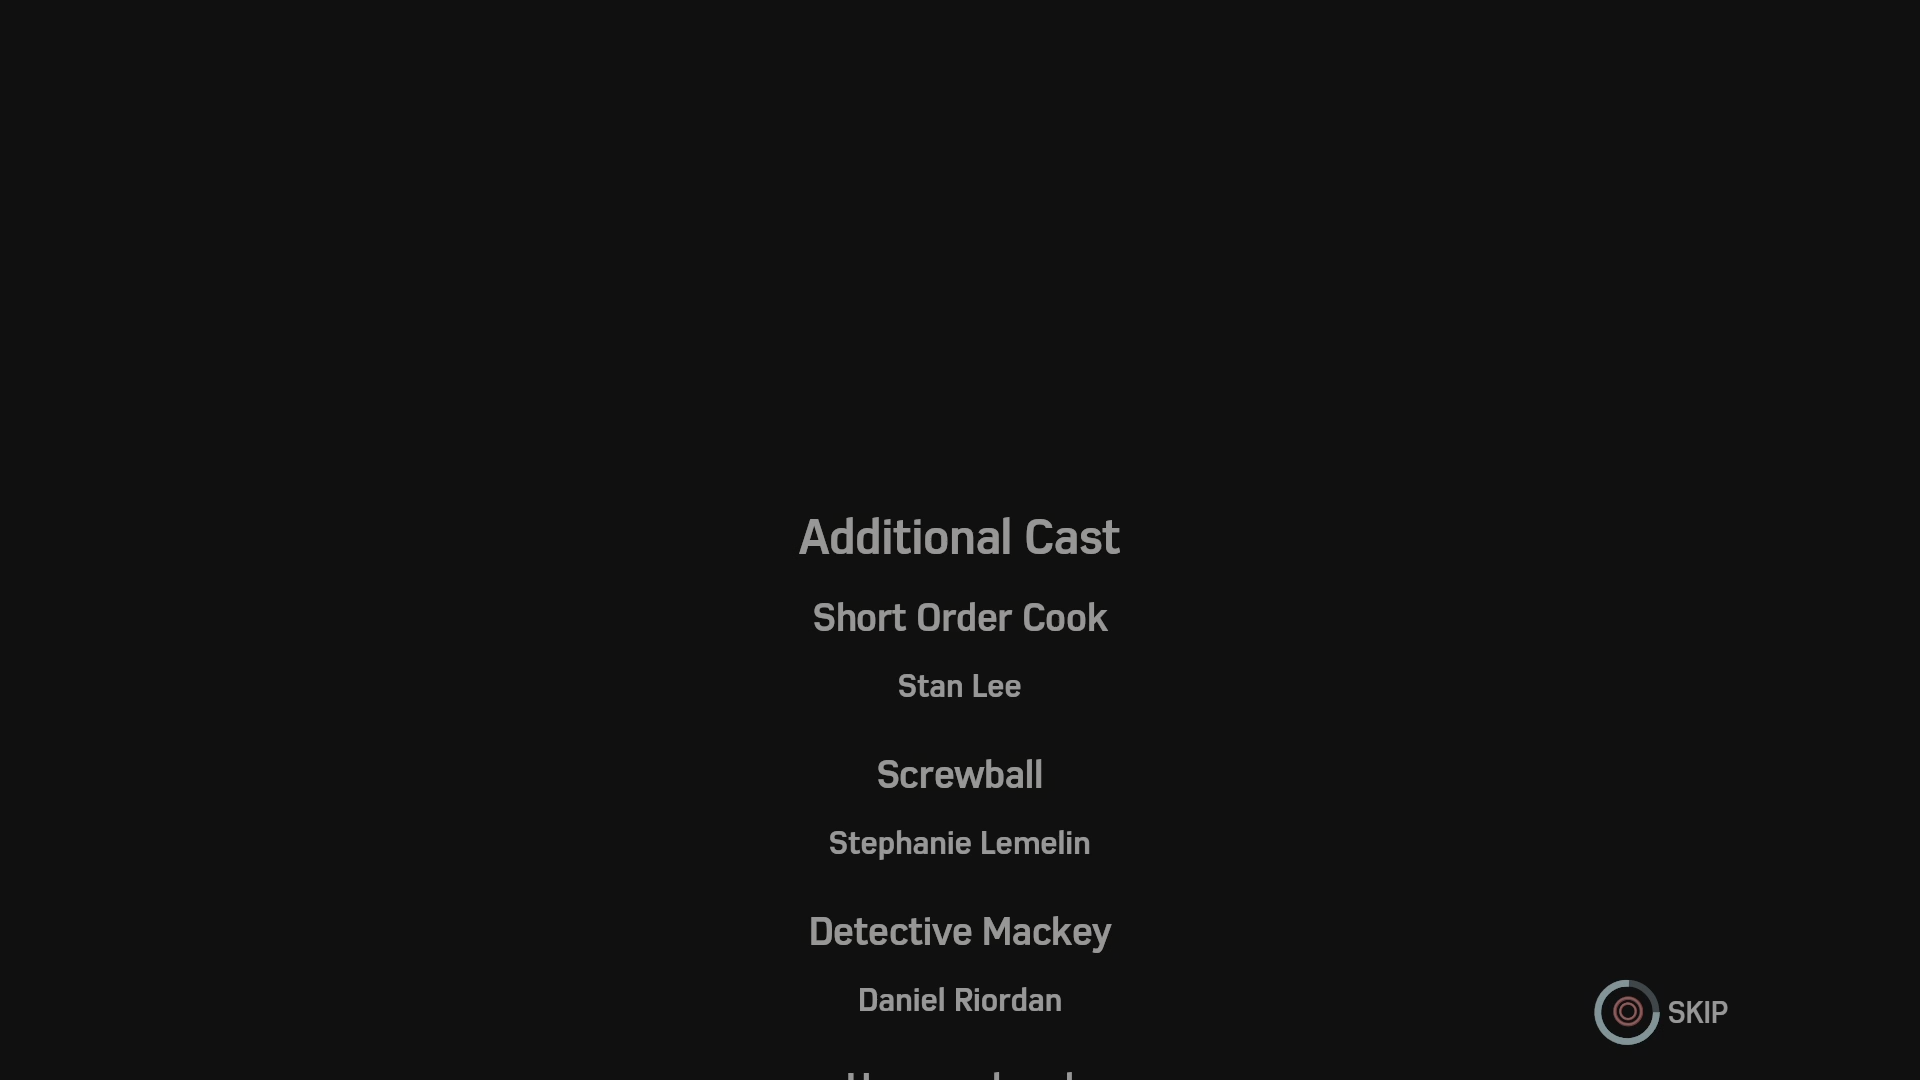 Additional Cast
Short Order Cook
Stan Lee
Screwball
Stephanie Lemelin
Detective Mackey
Daniel Riordan
SKIP